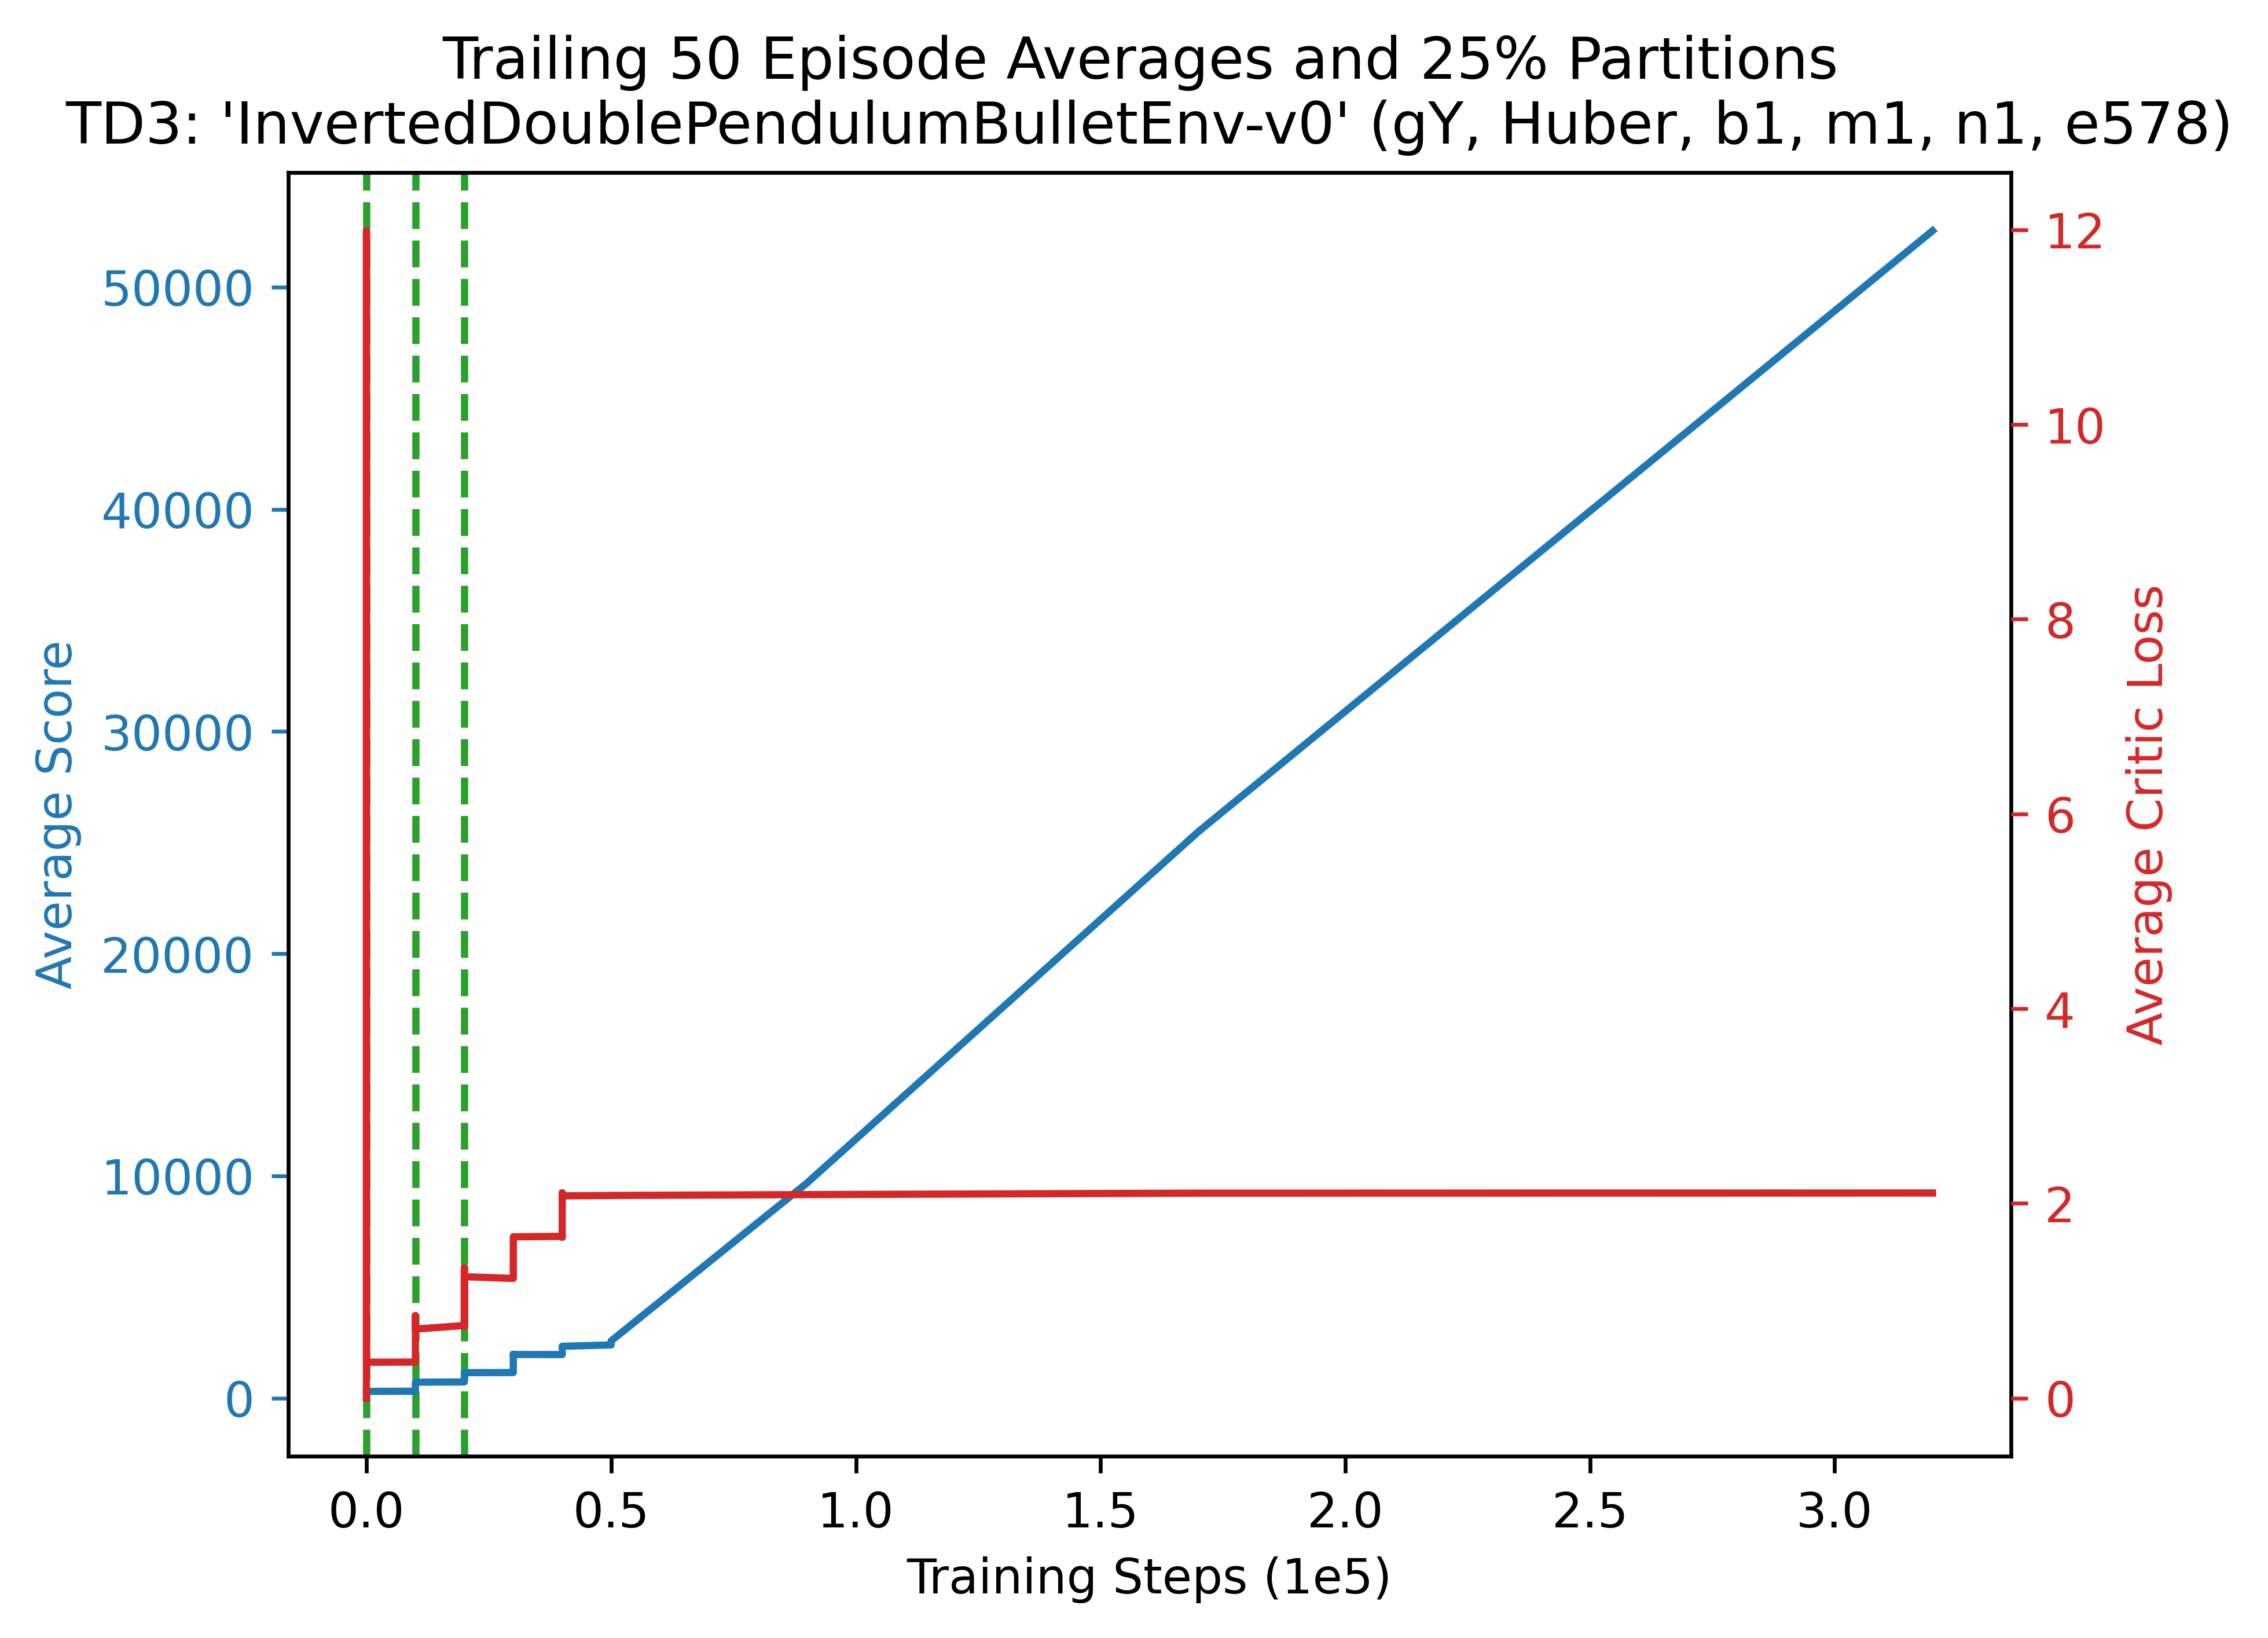 Trailing 50 Episode Averages and 25% Partitions
TD3: 'InvertedDoublePendulumBulletEnv-v0' (gY, Huber, b1, m1, n1, e578)
Average Score
50000
40000
30000
20000
10000
0
12
10
8
6
4
2
0
Average Critic Loss
0.0 0.5 1.0 1.5 2.0 2.5 3.0
Training Steps (1e5)